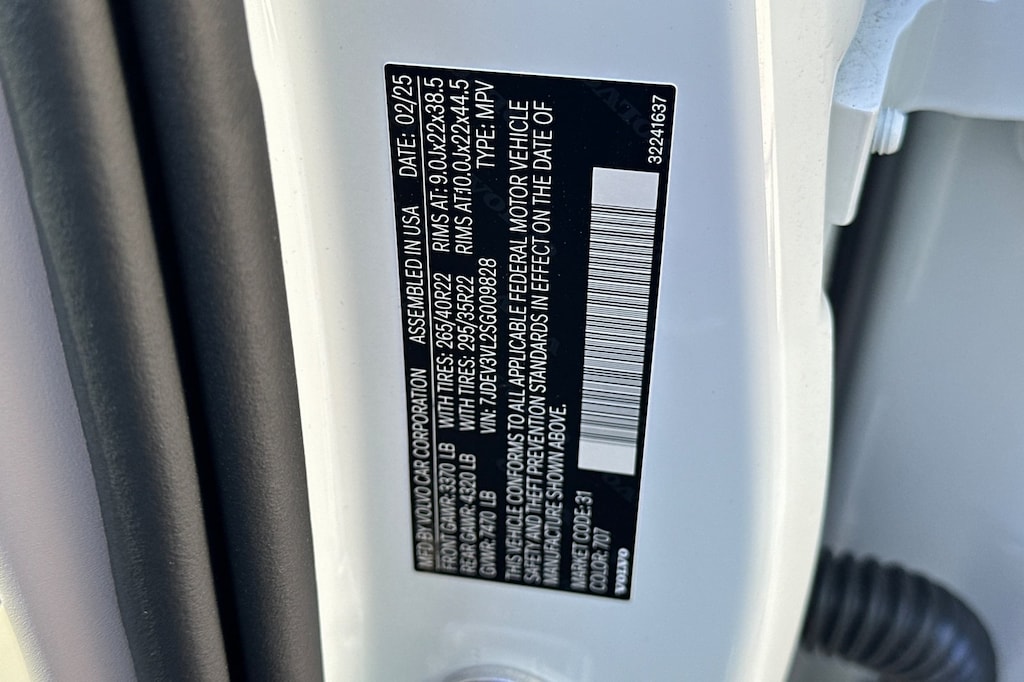 MFD BY VOLVO CAR CORPORATION ASSEMBLED IN USA DATE: 02/25
FRONT GAWR: 3370 LB WITH TIRES: 265/40R22 RIMS AT: 9.0Jx22x38.5
REAR GAWR: 4320 LB WITH TIRES: 295/35R22 RIMS AT:10.0Jx22x44.5
GVWR: 7470 LB VIN: 7JDEV3VL2SG009828 TYPE: MPV
THIS VEHICLE CONFORMS TO ALL APPLICABLE FEDERAL MOTOR VEHICLE
SAFETY AND THEFT PREVENTION STANDARDS IN EFFECT ON THE DATE OF
MANUFACTURE SHOWN ABOVE.
MARKET CODE: 31
COLOR: 707
VOLVO
32241637